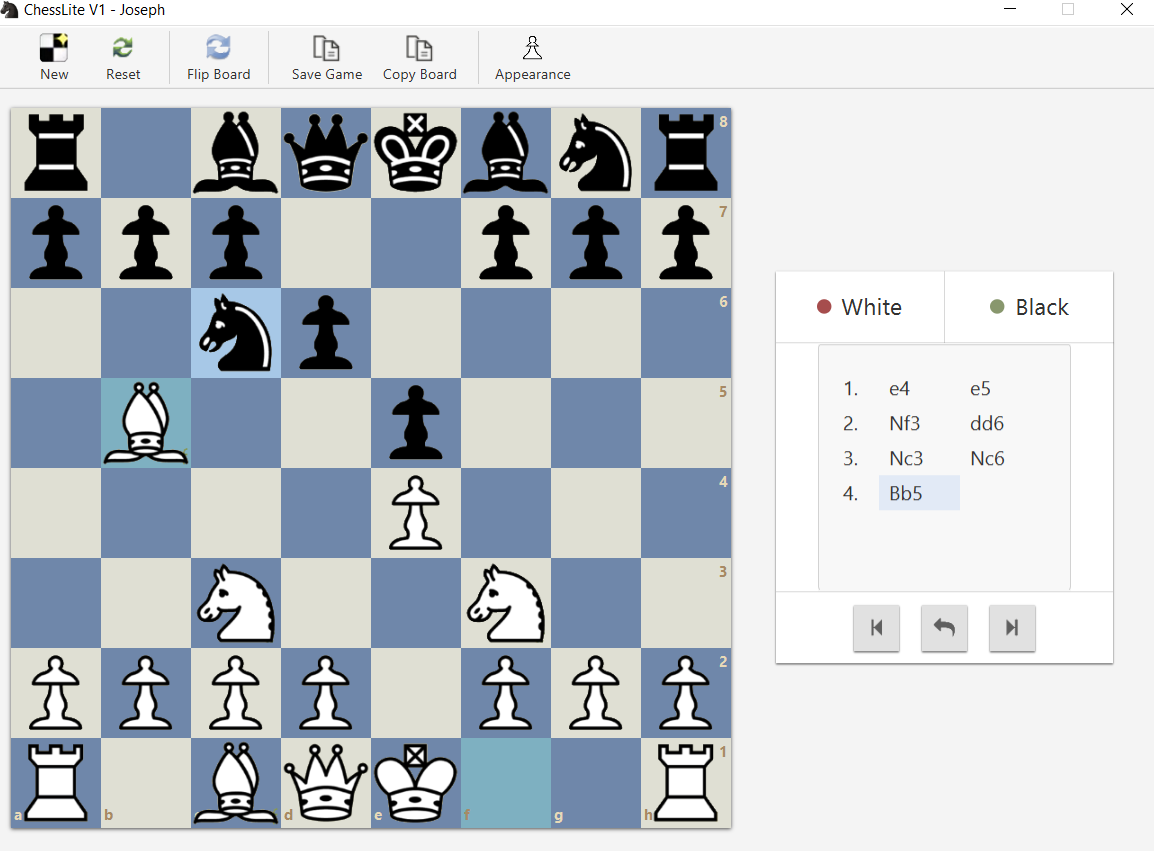 ChessLite V1 - Joseph
New Reset Flip Board Save Game Copy Board Appearance
8
7
6
5
4
3
2
1
a b d e f g h
White Black
1. e4 e5
2. Nf3 dd6
3. Nc3 Nc6
4. Bb5